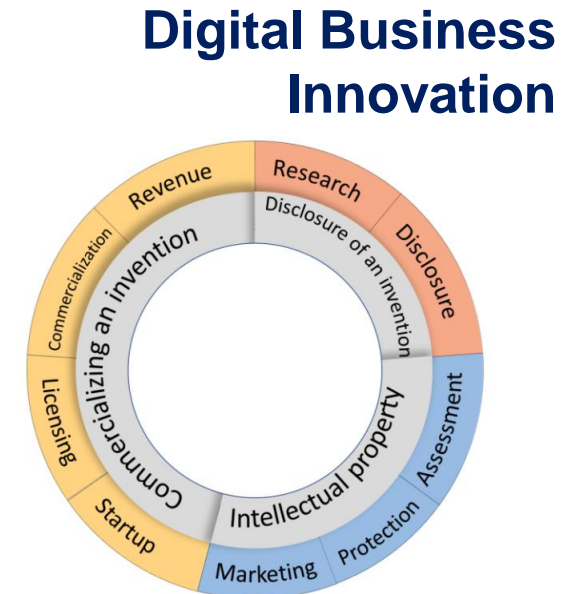 Digital Business
Innovation
Research
Disclosure
Assessment
Protection
Marketing
Startup
Licensing
Commercialization
Revenue
Disclosure of an invention
Intellectual property
Commercializing an invention